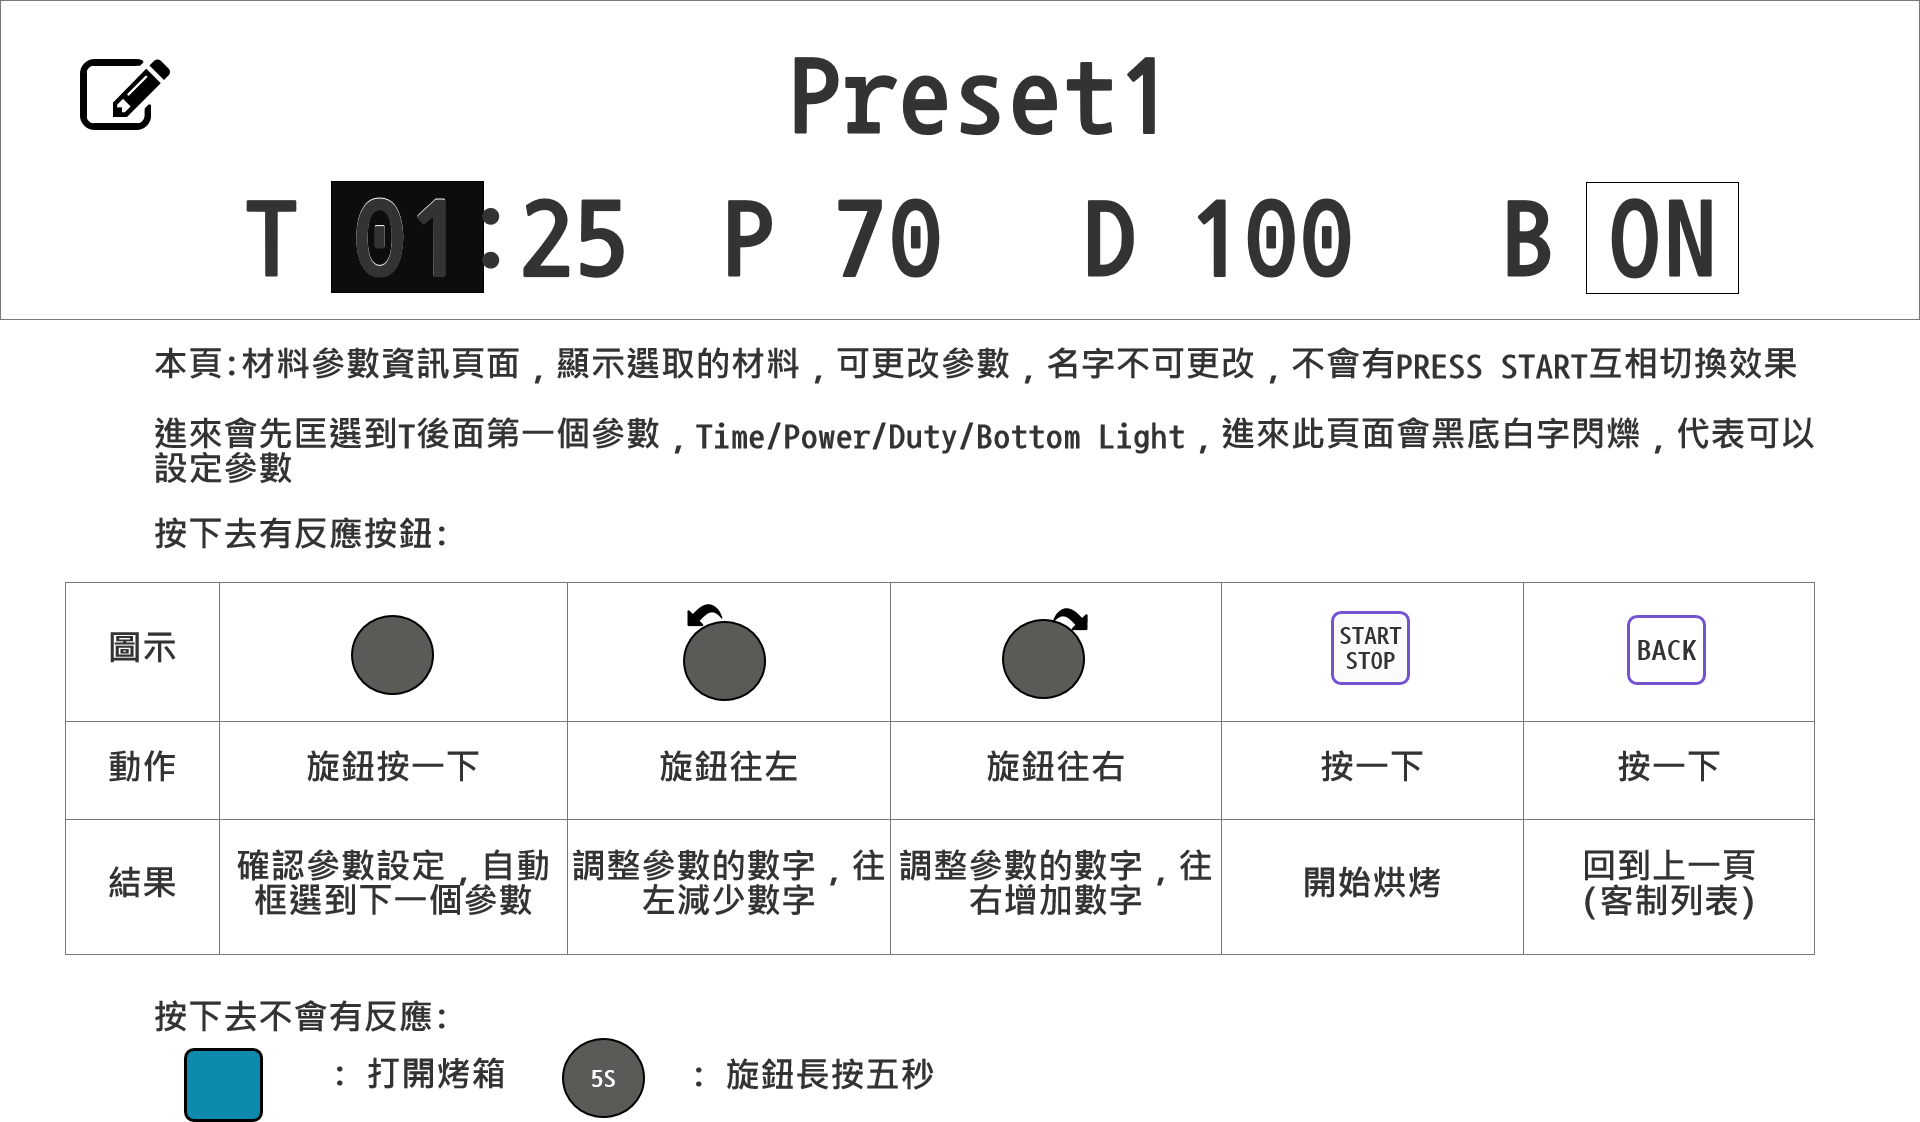 Preset1
T 01:25 P 70 D 100 B ON
本頁:材料參數資訊頁面,顯示選取的材料,可更改參數,名字不可更改,不會有PRESS START互相切換效果
進來會先匡選到T後面第一個參數,Time/Power/Duty/Bottom Light,進來此頁面會黑底白字閃爍,代表可以
設定參數
按下去有反應按鈕:
圖示
START
STOP
BACK
動作 旋鈕按一下 旋鈕往左 旋鈕往右 按一下 按一下
結果
確認參數設定,自動
框選到下一個參數
調整參數的數字,往
左減少數字
調整參數的數字,往
右增加數字
開始烘烤
回到上一頁
(客制列表)
按下去不會有反應:
: 打開烤箱
5S
: 旋鈕長按五秒